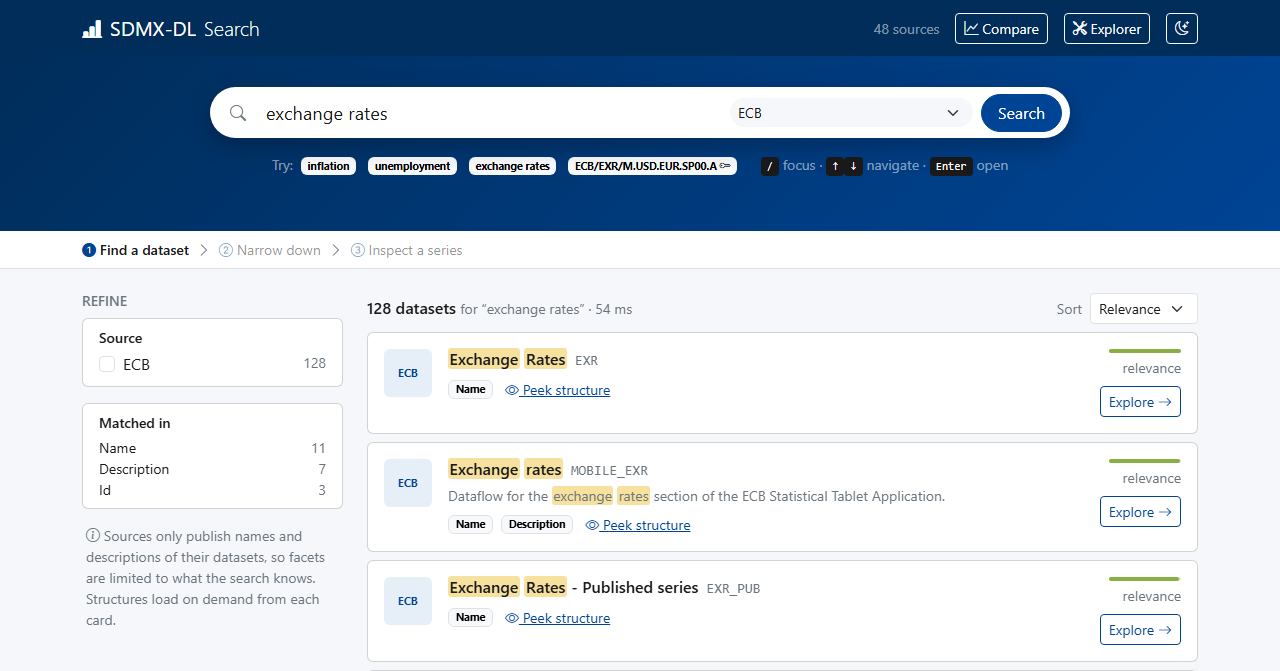 SDMX-DL Search
48 sources
Compare
Explorer
exchange rates
ECB
Search
Try: inflation unemployment exchange rates ECB/EXR/M.USD.EUR.SP00.A
/ focus · ↑ ↓ navigate · Enter open
1 Find a dataset
2 Narrow down
3 Inspect a series
REFINE
Source
ECB 128
Matched in
Name 11
Description 7
Id 3
Sources only publish names and
descriptions of their datasets, so facets
are limited to what the search knows.
Structures load on demand from each
card.
128 datasets for “exchange rates” · 54 ms
Sort Relevance
ECB
Exchange Rates EXR
Name Peek structure
relevance
Explore →
ECB
Exchange rates MOBILE_EXR
Dataflow for the exchange rates section of the ECB Statistical Tablet Application.
Name Description Peek structure
relevance
Explore →
ECB
Exchange Rates - Published series EXR_PUB
Name Peek structure
relevance
Explore →